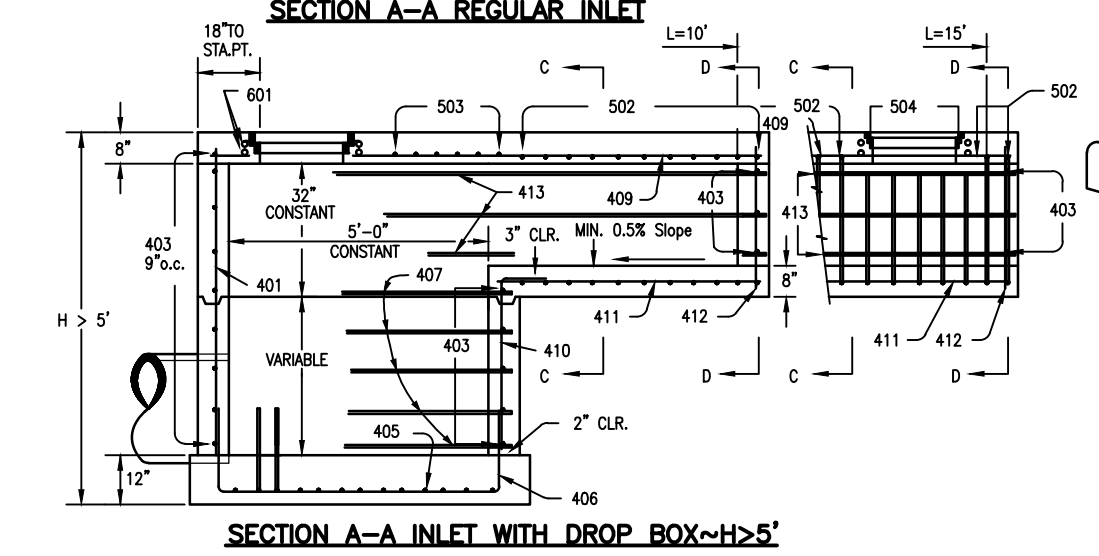 SECTION A-A REGULAR INLET
18"TO
STA.PT.
L=10'
L=15'
C
D
C
D
601
503
502
502
504
502
409
8"
413
409
403
413
403
32"
CONSTANT
5'-0"
CONSTANT
3" CLR.
MIN. 0.5% Slope
403
9"o.c.
407
8"
401
H > 5'
411
412
411
412
VARIABLE
403
410
C
D
C
D
2" CLR.
405
12"
406
SECTION A-A INLET WITH DROP BOX~H>5'